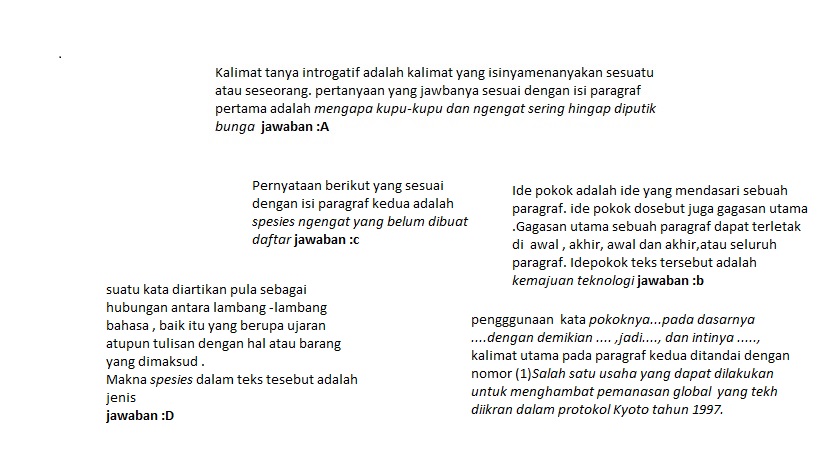 .
Kalimat tanya introgatif adalah kalimat yang isinyamenanyakan sesuatu
atau seseorang. pertanyaan yang jawbanya sesuai dengan isi paragraf
pertama adalah mengapa kupu-kupu dan ngengat sering hingap diputik
bunga jawaban :A
Pernyataan berikut yang sesuai
dengan isi paragraf kedua adalah
spesies ngengat yang belum dibuat
daftar jawaban :c
Ide pokok adalah ide yang mendasari sebuah
paragraf. ide pokok dosebut juga gagasan utama
.Gagasan utama sebuah paragraf dapat terletak
di awal , akhir, awal dan akhir,atau seluruh
paragraf. Idepokok teks tersebut adalah
kemajuan teknologi jawaban :b
suatu kata diartikan pula sebagai
hubungan antara lambang -lambang
bahasa , baik itu yang berupa ujaran
atupun tulisan dengan hal atau barang
yang dimaksud .
Makna spesies dalam teks tesebut adalah
jenis
jawaban :D
pengggunaan kata pokoknya...pada dasarnya
....dengan demikian .... ,jadi...., dan intinya .....,
kalimat utama pada paragraf kedua ditandai dengan
nomor (1)Salah satu usaha yang dapat dilakukan
untuk menghambat pemanasan global yang tekh
diikran dalam protokol Kyoto tahun 1997.